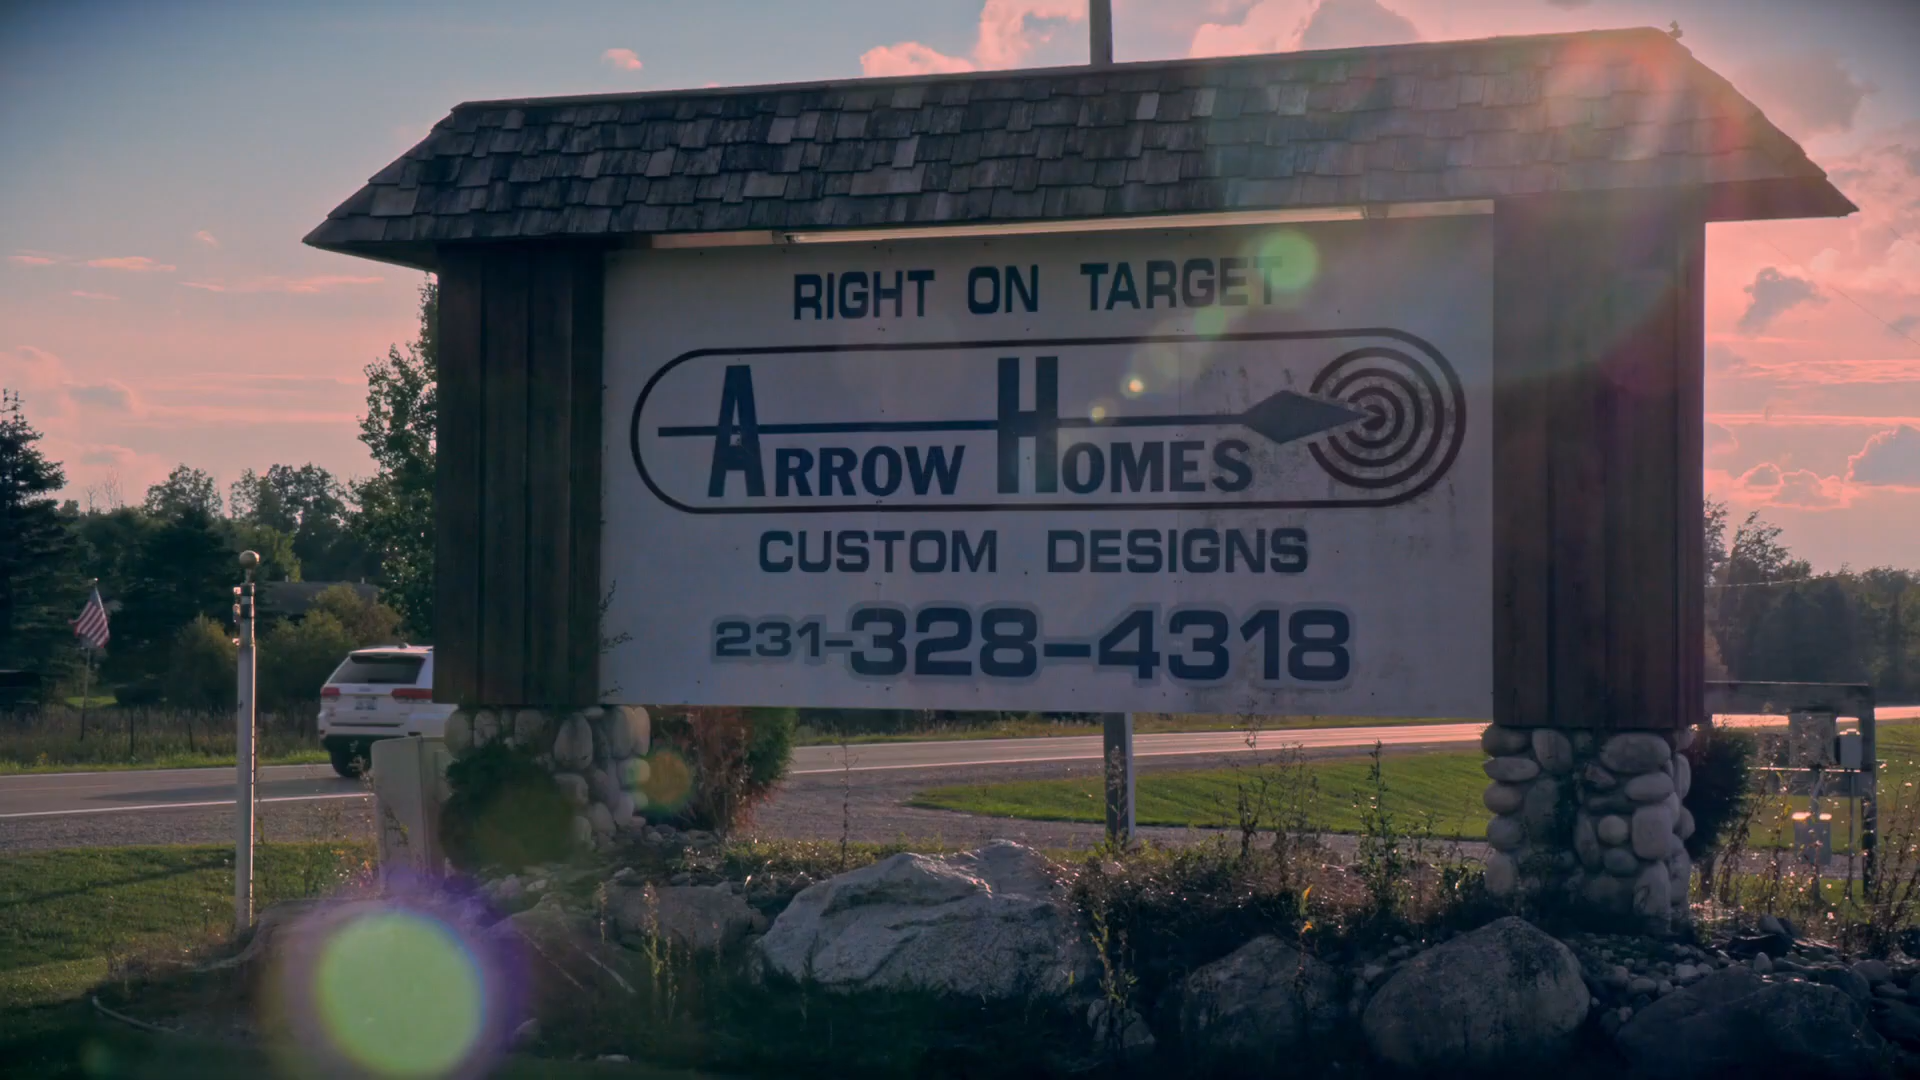 RIGHT ON TARGET
ARROW HOMES
CUSTOM DESIGNS
231-328-4318